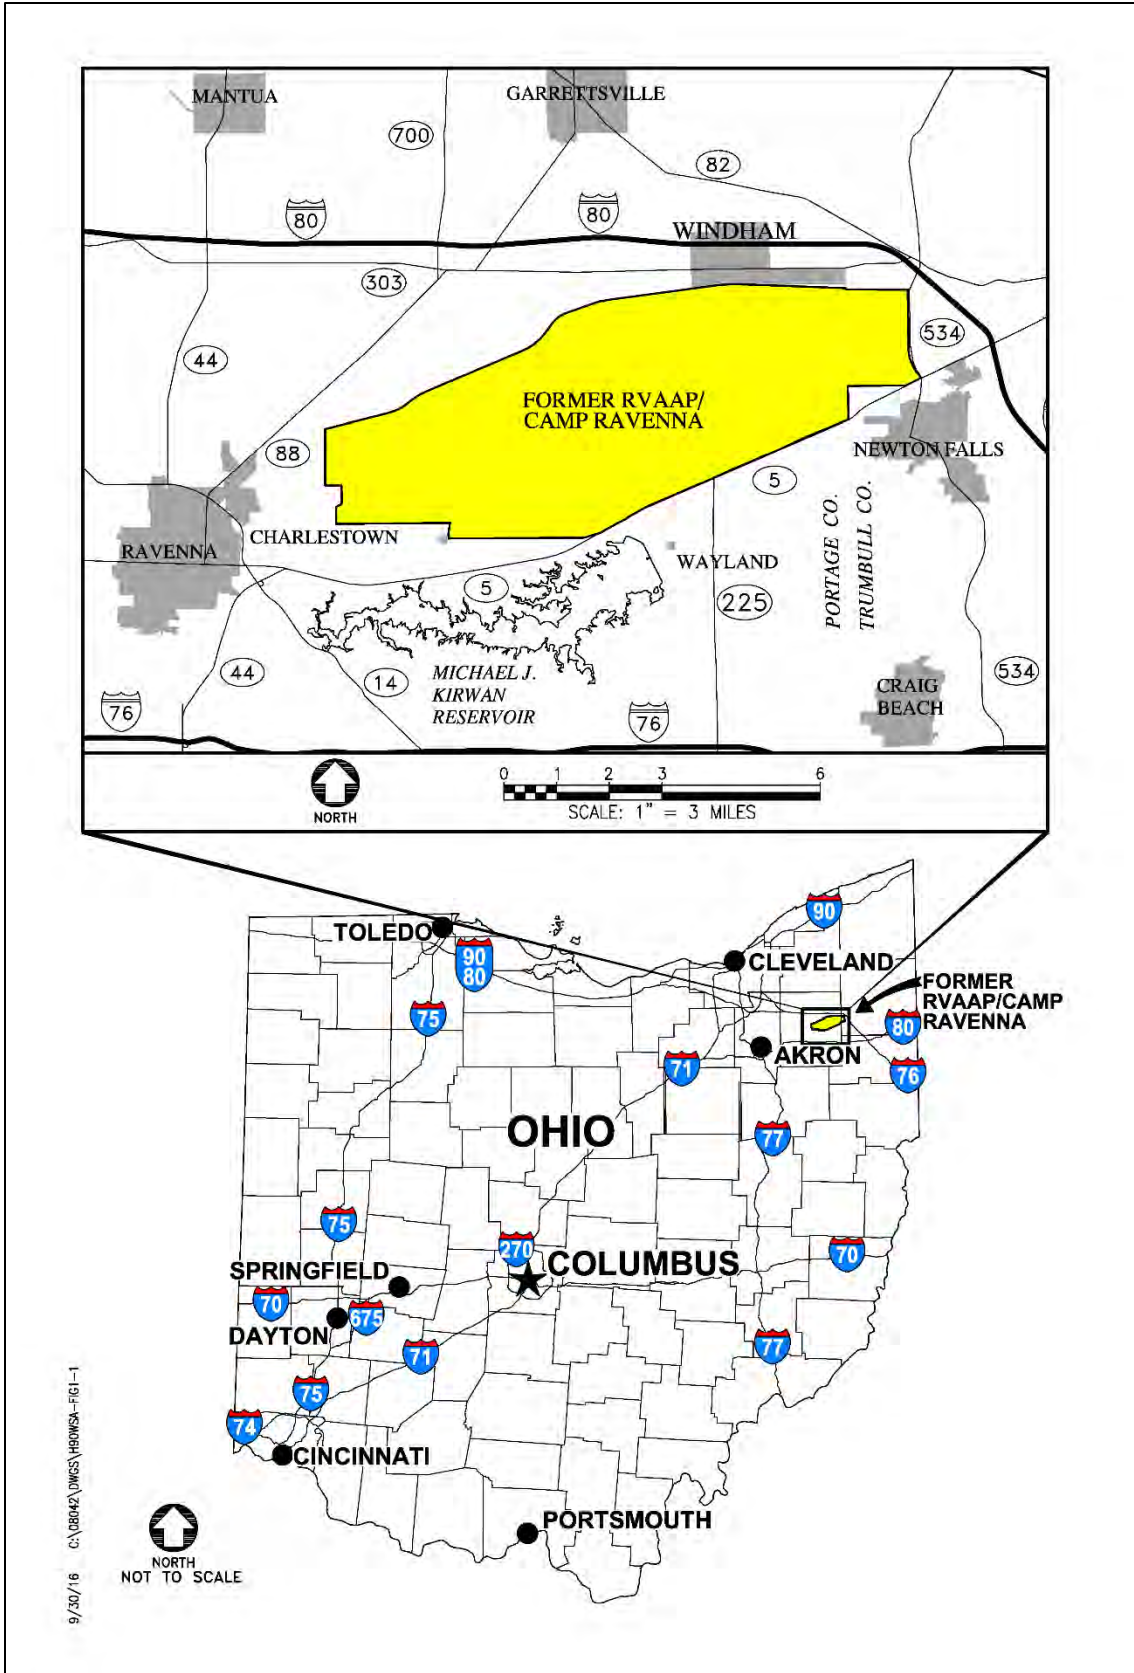 MANTUA
GARRETTSVILLE
700
82
80
80
WINDHAM
303
534
44
FORMER RVAAP/
CAMP RAVENNA
88
NEWTON FALLS
5
CHARLESTOWN
RAVENNA
WAYLAND
5
225
PORTAGE CO.
TRUMBULL CO.
44
14
MICHAEL J.
KIRWAN
RESERVOIR
534
CRAIG
BEACH
76
76
NORTH
0 1 2 3 6
SCALE: 1" = 3 MILES
90
TOLEDO
90
80
CLEVELAND
FORMER
RVAAP/CAMP
RAVENNA
75
80
AKRON
71
76
OHIO
77
75
270
70
COLUMBUS
SPRINGFIELD
70
675
DAYTON
71
77
75
74
CINCINNATI
PORTSMOUTH
NORTH
NOT TO SCALE
9/30/16 C:\08042\DWGS\H90WSA-FIG1-1